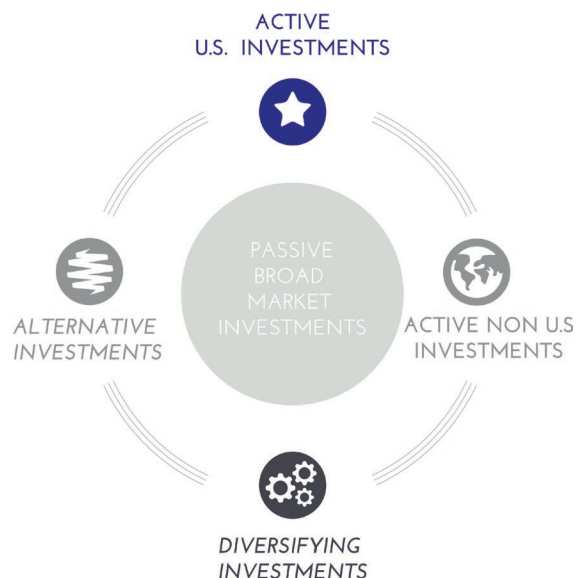 ACTIVE
U.S. INVESTMENTS
PASSIVE
BROAD
MARKET
INVESTMENTS
ALTERNATIVE
INVESTMENTS
ACTIVE NON U.S
INVESTMENTS
DIVERSIFYING
INVESTMENTS